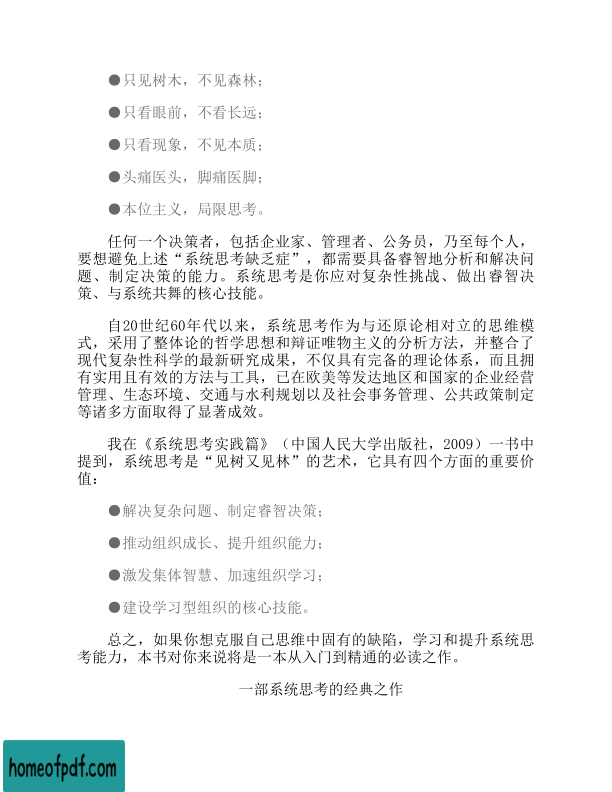 ●只见树木，不见森林；
●只看眼前，不看长远；
●只看现象，不见本质；
●头痛医头，脚痛医脚；
●本位主义，局限思考。
任何一个决策者，包括企业家、管理者、公务员，乃至每个人，
要想避免上述“系统思考缺乏症”，都需要具备睿智地分析和解决问
题、制定决策的能力。系统思考是你应对复杂性挑战、做出睿智决
策、与系统共舞的核心技能。
自20世纪60年代以来，系统思考作为与还原论相对立的思维模
式，采用了整体论的哲学思想和辩证唯物主义的分析方法，并整合了
现代复杂性科学的最新研究成果，不仅具有完备的理论体系，而且拥
有实用且有效的方法与工具，已在欧美等发达地区和国家的企业经营
管理、生态环境、交通与水利规划以及社会事务管理、公共政策制定
等诸多方面取得了显著成效。
我在《系统思考实践篇》（中国人民大学出版社，2009）一书中
提到，系统思考是“见树又见林”的艺术，它具有四个方面的重要价
值：
●解决复杂问题、制定睿智决策；
●推动组织成长、提升组织能力；
●激发集体智慧、加速组织学习；
●建设学习型组织的核心技能。
总之，如果你想克服自己思维中固有的缺陷，学习和提升系统思
考能力，本书对你来说将是一本从入门到精通的必读之作。
一部系统思考的经典之作
homeofpdf.com